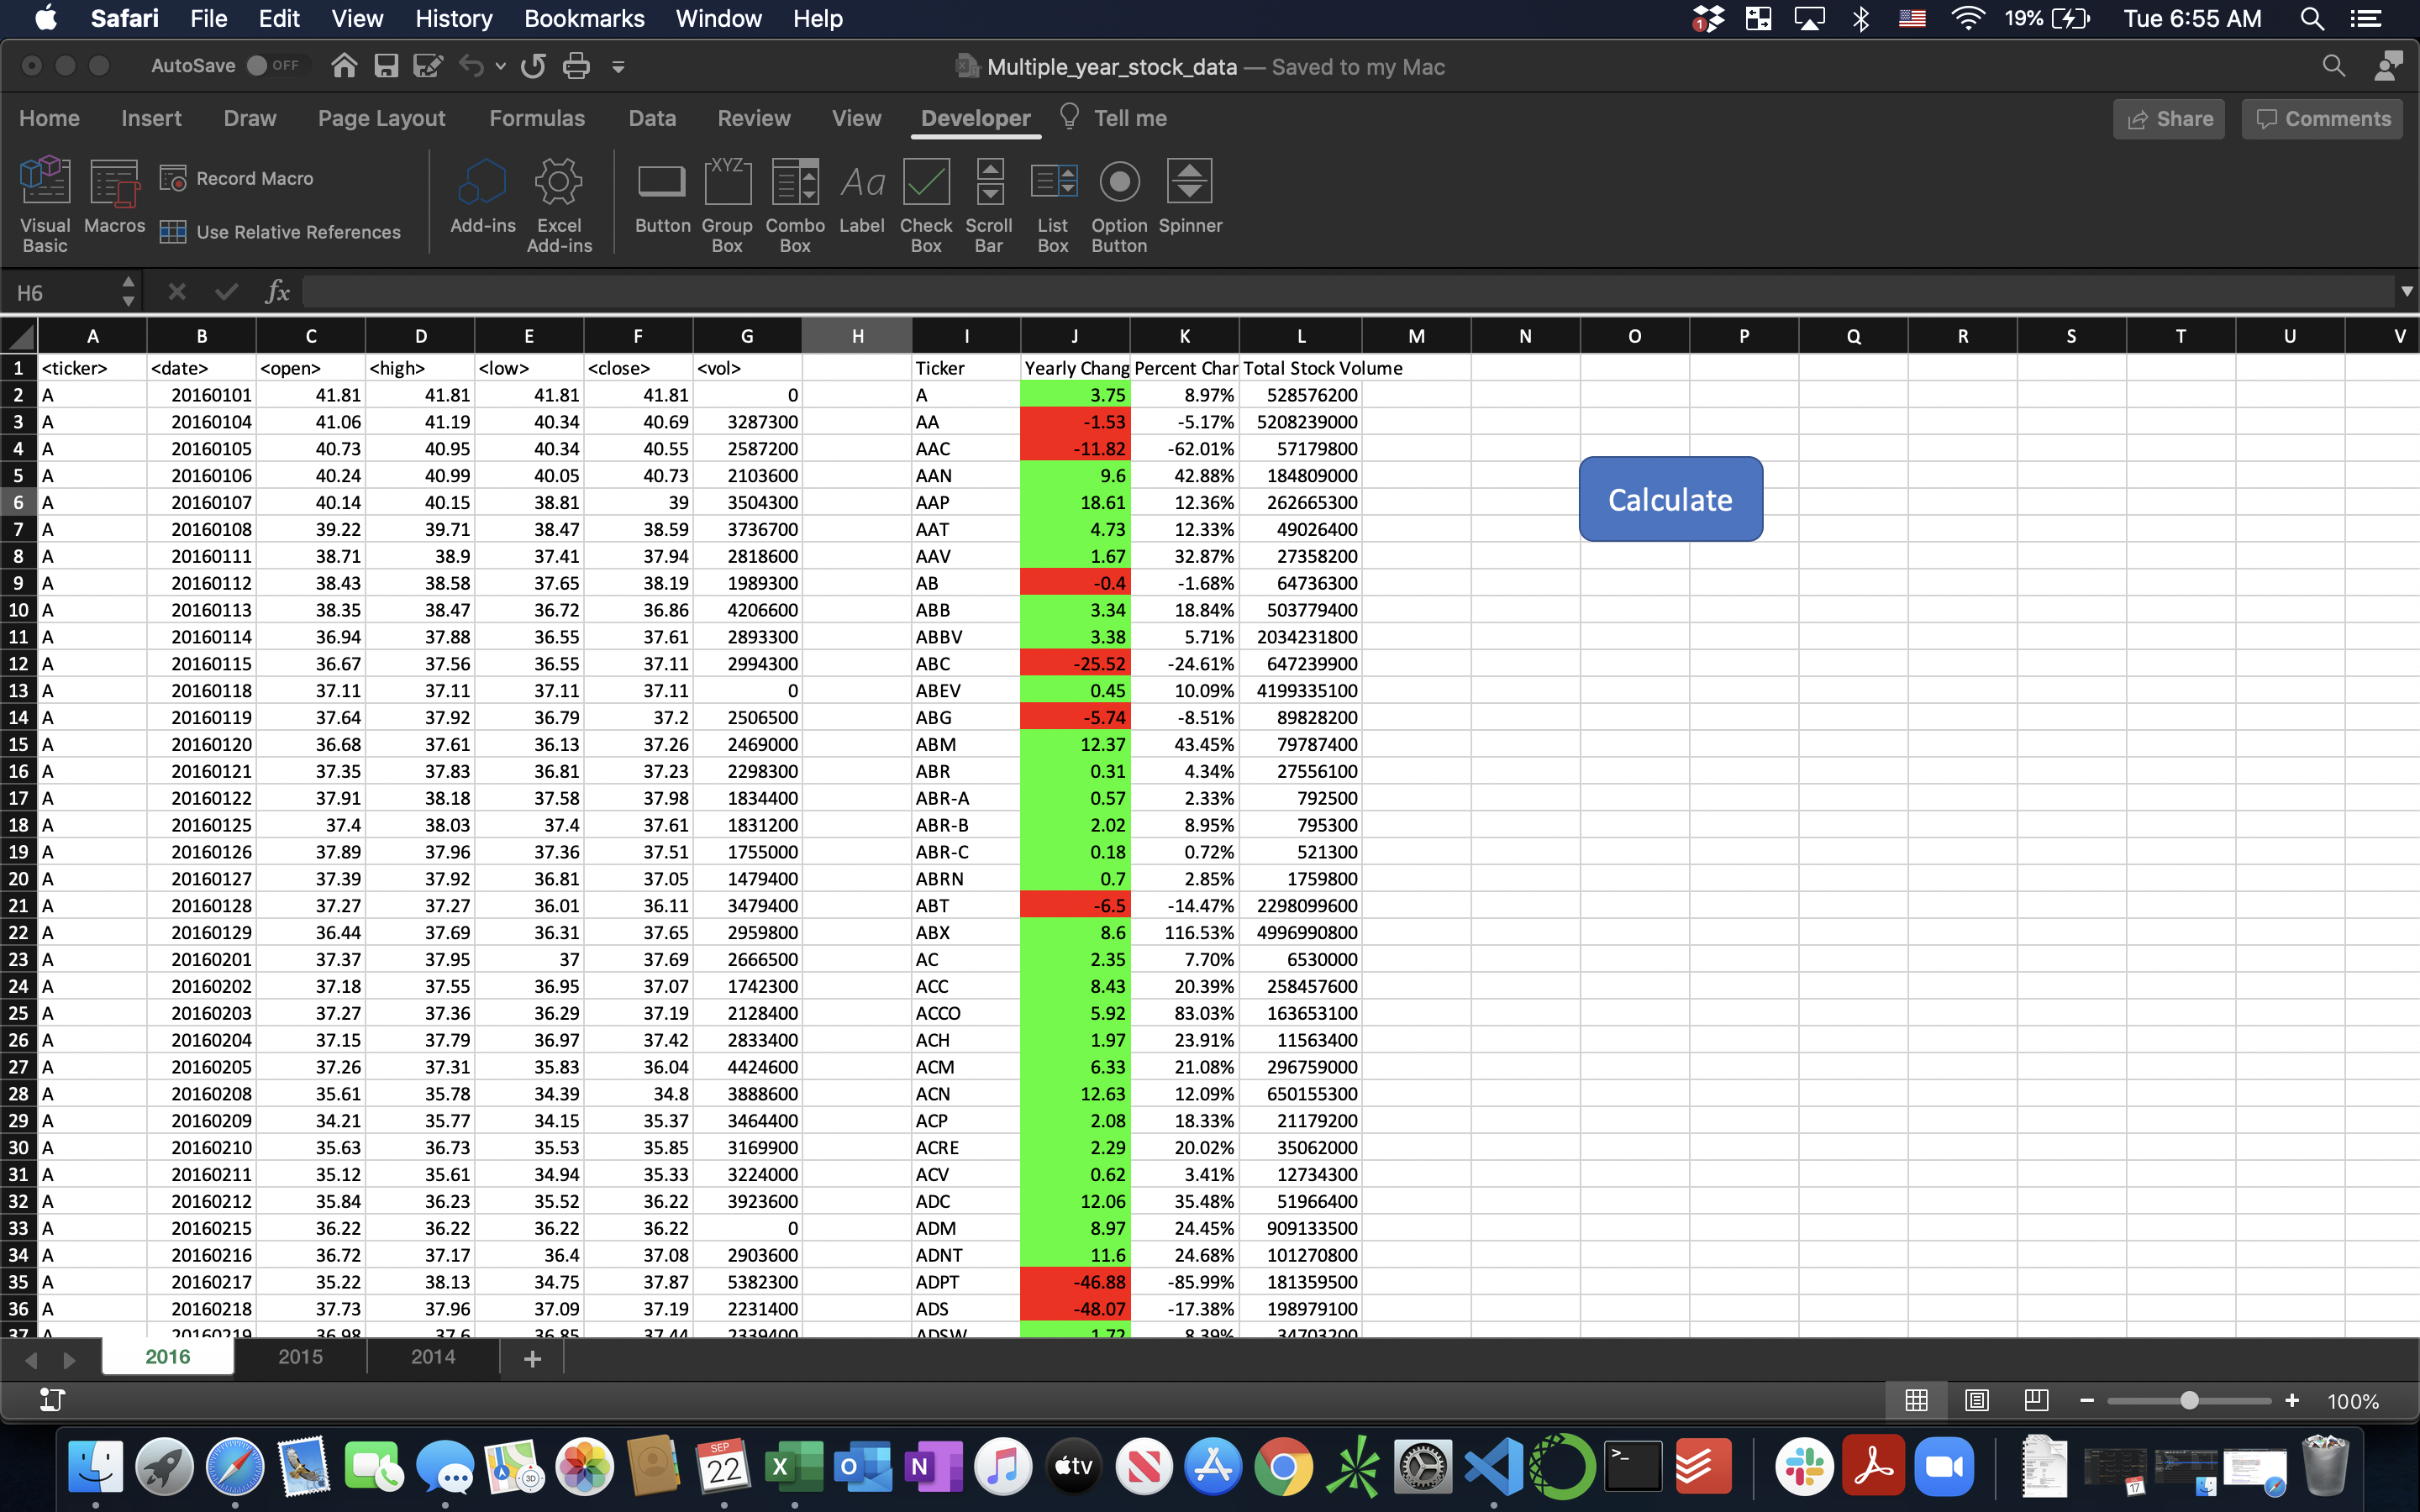 Safari File Edit View History Bookmarks Window Help 1 19% Tue 6:55 AM
AutoSave OFF Multiple_year_stock_data — Saved to my Mac
Home Insert Draw Page Layout Formulas Data Review View Developer Tell me Share Comments
Visual Basic Macros Record Macro Use Relative References Add-ins Excel Add-ins Button XYZ Group Box Combo Box Aa Label Check Box Scroll Bar List Box Option Button Spinner
H6 fx
A B C D E F G H I J K L M N O P Q R S T U V
1 <ticker> <date> <open> <high> <low> <close> <vol> Ticker Yearly Chang Percent Char Total Stock Volume
2 A 20160101 41.81 41.81 41.81 41.81 0 A 3.75 8.97% 528576200
3 A 20160104 41.06 41.19 40.34 40.69 3287300 AA -1.53 -5.17% 5208239000
4 A 20160105 40.73 40.95 40.34 40.55 2587200 AAC -11.82 -62.01% 57179800
5 A 20160106 40.24 40.99 40.05 40.73 2103600 AAN 9.6 42.88% 184809000
6 A 20160107 40.14 40.15 38.81 39 3504300 AAP 18.61 12.36% 262665300
Calculate
7 A 20160108 39.22 39.71 38.47 38.59 3736700 AAT 4.73 12.33% 49026400
8 A 20160111 38.71 38.9 37.41 37.94 2818600 AAV 1.67 32.87% 27358200
9 A 20160112 38.43 38.58 37.65 38.19 1989300 AB -0.4 -1.68% 64736300
10 A 20160113 38.35 38.47 36.72 36.86 4206600 ABB 3.34 18.84% 503779400
11 A 20160114 36.94 37.88 36.55 37.61 2893300 ABBV 3.38 5.71% 2034231800
12 A 20160115 36.67 37.56 36.55 37.11 2994300 ABC -25.52 -24.61% 647239900
13 A 20160118 37.11 37.11 37.11 37.11 0 ABEV 0.45 10.09% 4199335100
14 A 20160119 37.64 37.92 36.79 37.2 2506500 ABG -5.74 -8.51% 89828200
15 A 20160120 36.68 37.61 36.13 37.26 2469000 ABM 12.37 43.45% 79787400
16 A 20160121 37.35 37.83 36.81 37.23 2298300 ABR 0.31 4.34% 27556100
17 A 20160122 37.91 38.18 37.58 37.98 1834400 ABR-A 0.57 2.33% 792500
18 A 20160125 37.4 38.03 37.4 37.61 1831200 ABR-B 2.02 8.95% 795300
19 A 20160126 37.89 37.96 37.36 37.51 1755000 ABR-C 0.18 0.72% 521300
20 A 20160127 37.39 37.92 36.81 37.05 1479400 ABRN 0.7 2.85% 1759800
21 A 20160128 37.27 37.27 36.01 36.11 3479400 ABT -6.5 -14.47% 2298099600
22 A 20160129 36.44 37.69 36.31 37.65 2959800 ABX 8.6 116.53% 4996990800
23 A 20160201 37.37 37.95 37 37.69 2666500 AC 2.35 7.70% 6530000
24 A 20160202 37.18 37.55 36.95 37.07 1742300 ACC 8.43 20.39% 258457600
25 A 20160203 37.27 37.36 36.29 37.19 2128400 ACCO 5.92 83.03% 163653100
26 A 20160204 37.15 37.79 36.97 37.42 2833400 ACH 1.97 23.91% 11563400
27 A 20160205 37.26 37.31 35.83 36.04 4424600 ACM 6.33 21.08% 296759000
28 A 20160208 35.61 35.78 34.39 34.8 3888600 ACN 12.63 12.09% 650155300
29 A 20160209 34.21 35.77 34.15 35.37 3464400 ACP 2.08 18.33% 21179200
30 A 20160210 35.63 36.73 35.53 35.85 3169900 ACRE 2.29 20.02% 35062000
31 A 20160211 35.12 35.61 34.94 35.33 3224000 ACV 0.62 3.41% 12734300
32 A 20160212 35.84 36.23 35.52 36.22 3923600 ADC 12.06 35.48% 51966400
33 A 20160215 36.22 36.22 36.22 36.22 0 ADM 8.97 24.45% 909133500
34 A 20160216 36.72 37.17 36.4 37.08 2903600 ADNT 11.6 24.68% 101270800
35 A 20160217 35.22 38.13 34.75 37.87 5382300 ADPT -46.88 -85.99% 181359500
36 A 20160218 37.73 37.96 37.09 37.19 2231400 ADS -48.07 -17.38% 198979100
37 A 20160219 36.98 37.6 36.85 37.44 2339400 ADSW 1.72 8.39% 34703200
2016 2015 2014 +
100%
3D SEP 22 X O N tv >_ 17